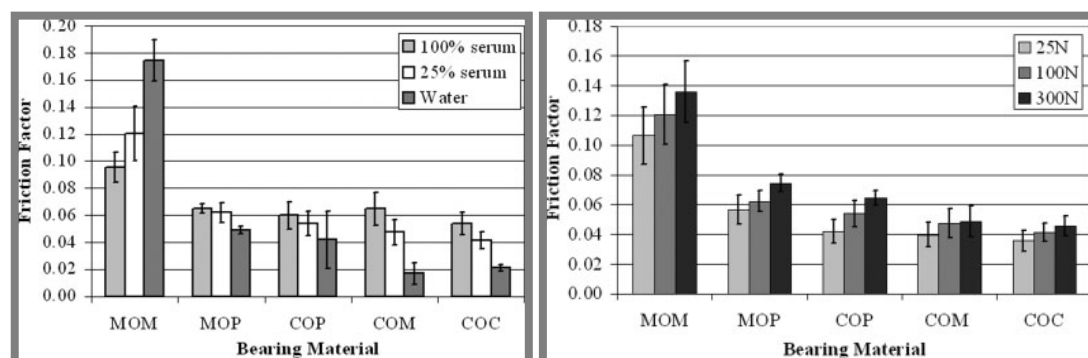 0.20
0.18
0.16
0.14
0.12
0.10
0.08
0.06
0.04
0.02
0.00
Friction Factor
100% serum
25% serum
Water
MOM MOP COP COM COC
Bearing Material
0.18
0.16
0.14
0.12
0.10
0.08
0.06
0.04
0.02
0.00
Friction Factor
25N
100N
300N
MOM MOP COP COM COC
Bearing Material